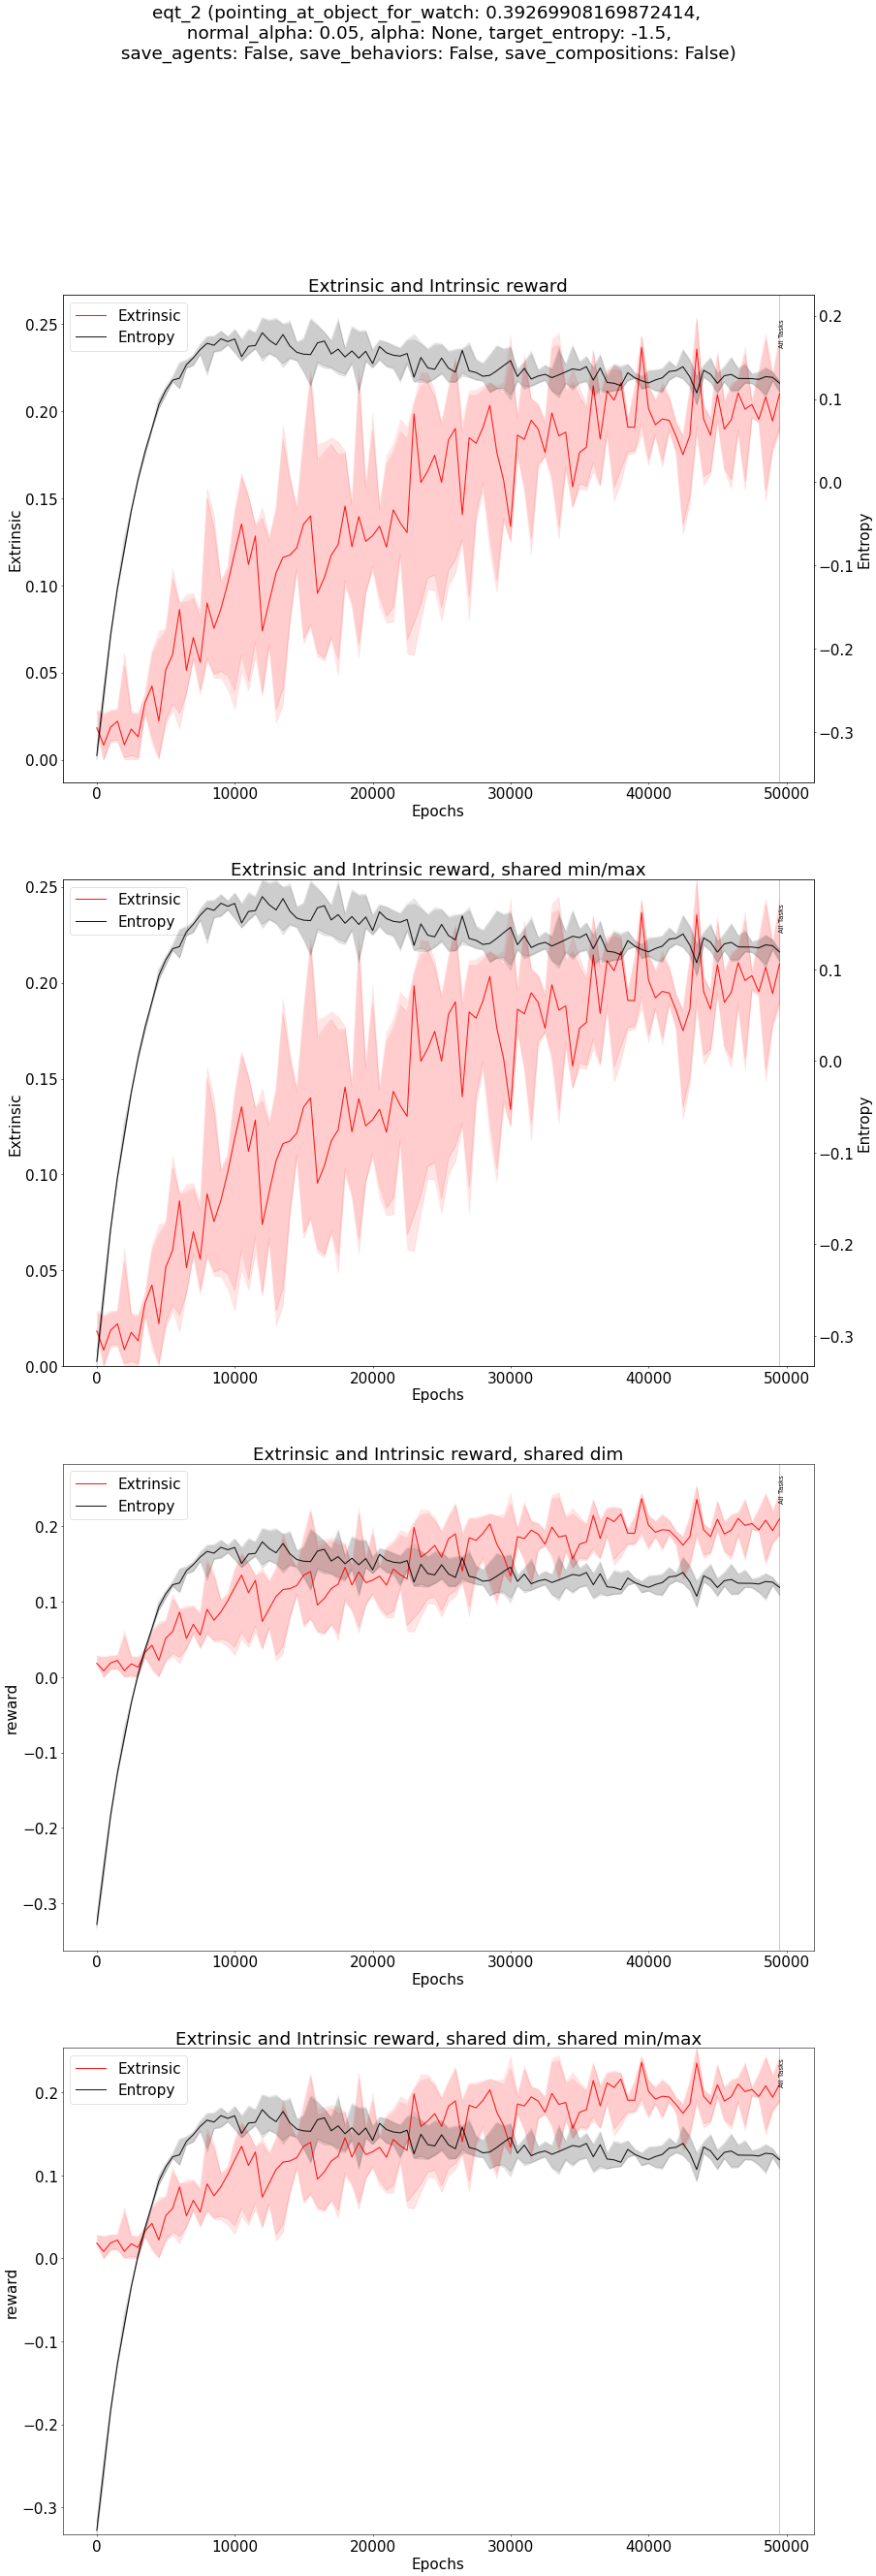 eqt_2 (pointing_at_object_for_watch: 0.39269908169872414,
normal_alpha: 0.05, alpha: None, target_entropy: -1.5,
save_agents: False, save_behaviors: False, save_compositions: False)
Extrinsic and Intrinsic reward
Extrinsic
Entropy
All Tasks
0.25
0.20
0.15
0.10
0.05
0.00
Extrinsic
0.2
0.1
0.0
−0.1
−0.2
−0.3
Entropy
0 10000 20000 30000 40000 50000
Epochs
Extrinsic and Intrinsic reward, shared min/max
Extrinsic
Entropy
All Tasks
0.25
0.20
0.15
0.10
0.05
0.00
Extrinsic
0.1
0.0
−0.1
−0.2
−0.3
Entropy
0 10000 20000 30000 40000 50000
Epochs
Extrinsic and Intrinsic reward, shared dim
Extrinsic
Entropy
All Tasks
0.2
0.1
0.0
−0.1
−0.2
−0.3
reward
0 10000 20000 30000 40000 50000
Epochs
Extrinsic and Intrinsic reward, shared dim, shared min/max
Extrinsic
Entropy
All Tasks
0.2
0.1
0.0
−0.1
−0.2
−0.3
reward
0 10000 20000 30000 40000 50000
Epochs